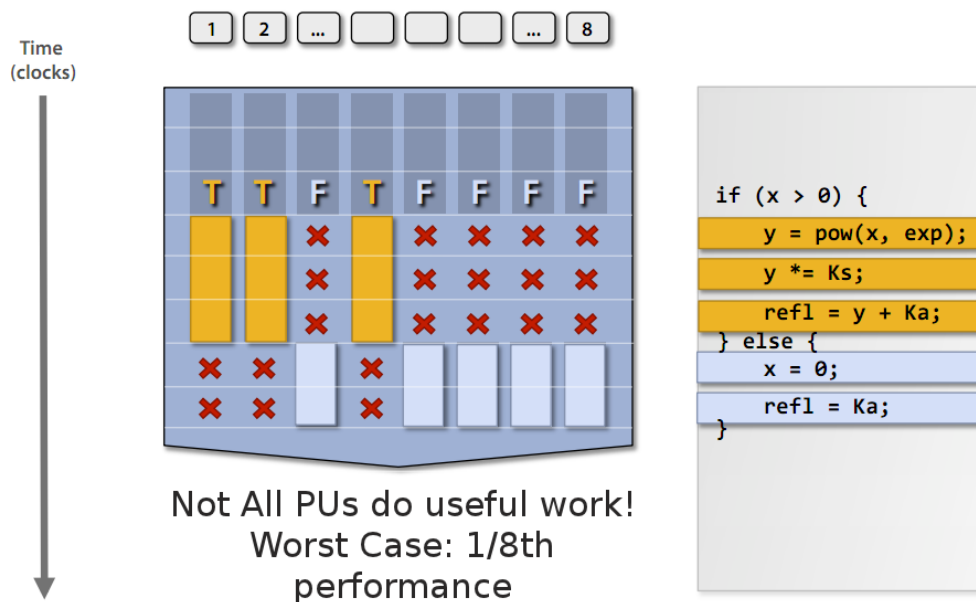 1 2 ... ... 8
Time
(clocks)
T T F T F F F F
if (x > 0) {
y = pow(x, exp);
y *= Ks;
refl = y + Ka;
} else {
x = 0;
refl = Ka;
}
Not All PUs do useful work!
Worst Case: 1/8th
performance